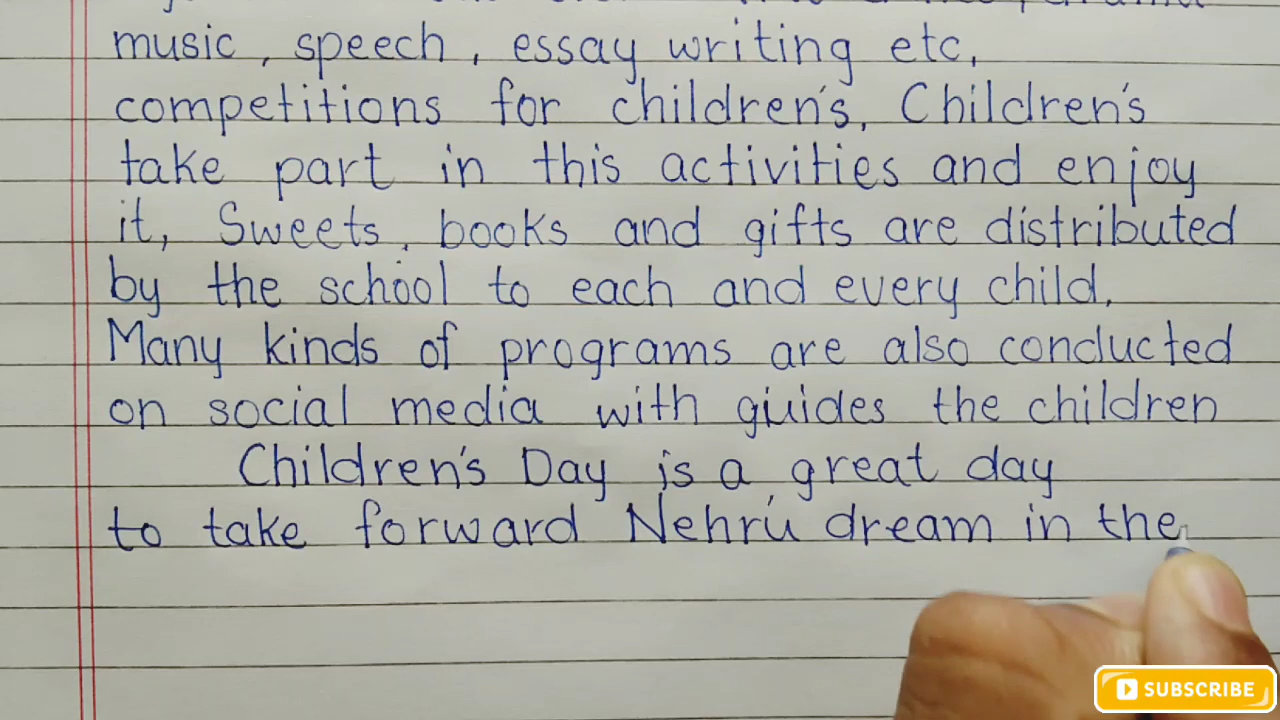 music, speech, essay writing etc,
competitions for children's, Children's
take part in this activities and enjoy
it, Sweets, books and gifts are distributed
by the school to each and every child.
Many kinds of programs are also conducted
on social media with guides the children
Children's Day is a great day
to take forward Nehru dream in the
SUBSCRIBE